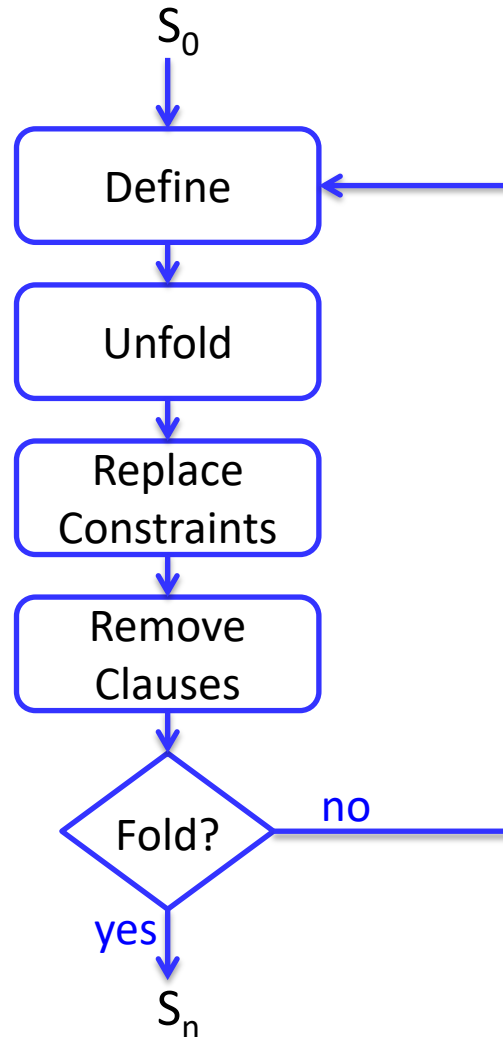 S₀
Define
Unfold
Replace
Constraints
Remove
Clauses
Fold?
no
yes
Sₙ